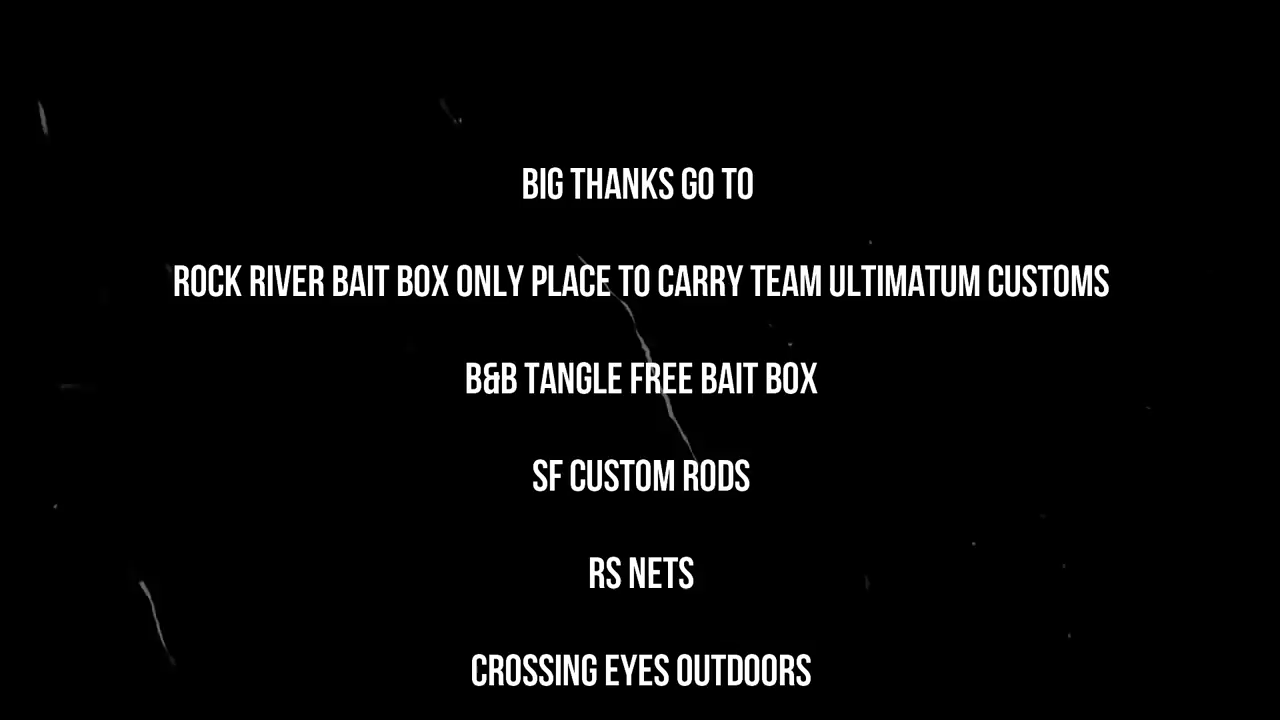 BIG THANKS GO TO
ROCK RIVER BAIT BOX ONLY PLACE TO CARRY TEAM ULTIMATUM CUSTOMS
B&B TANGLE FREE BAIT BOX
SF CUSTOM RODS
RS NETS
CROSSING EYES OUTDOORS